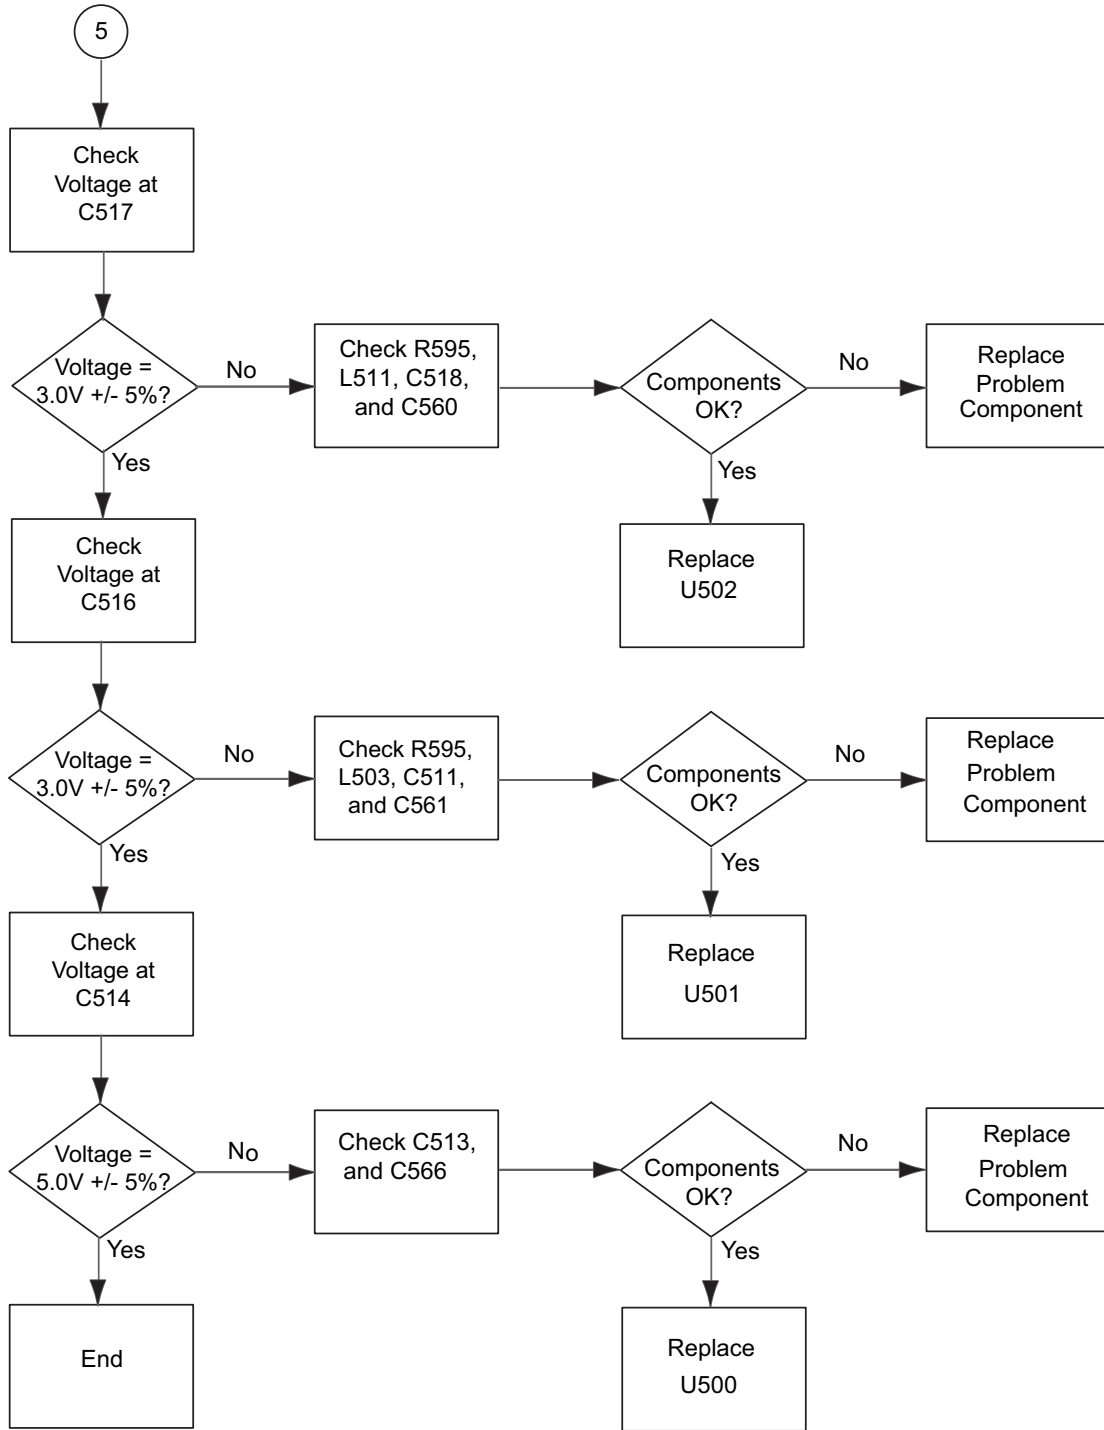 5
Check
Voltage at
C517
Voltage =
3.0V +/- 5%?
No
Check R595,
L511, C518,
and C560
Components
OK?
No
Replace
Problem
Component
Yes
Yes
Replace
U502
Check
Voltage at
C516
Voltage =
3.0V +/- 5%?
No
Check R595,
L503, C511,
and C561
Components
OK?
No
Replace
Problem
Component
Yes
Yes
Replace
U501
Check
Voltage at
C514
Voltage =
5.0V +/- 5%?
No
Check C513,
and C566
Components
OK?
No
Replace
Problem
Component
Yes
Yes
End
Replace
U500